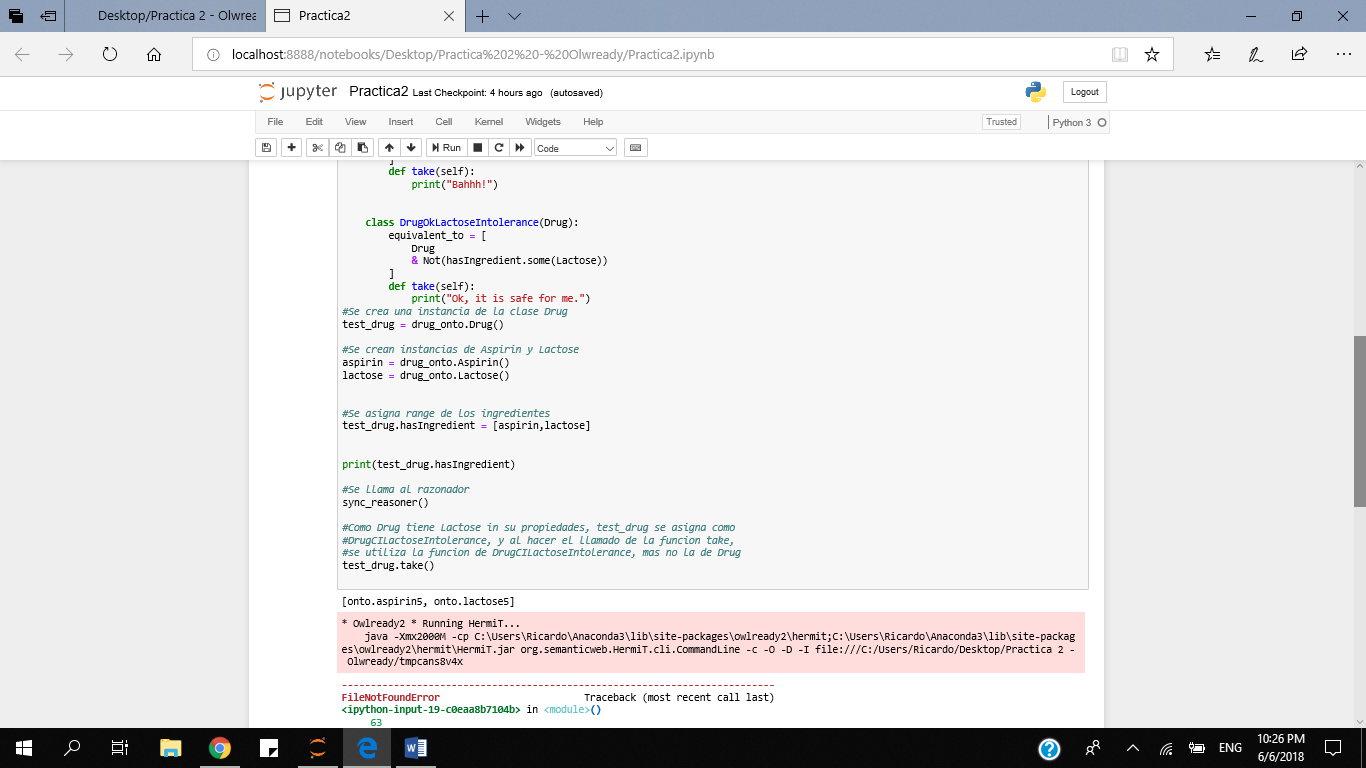 Desktop/Practica 2 - Olwrea
Practica2
localhost:8888/notebooks/Desktop/Practica%202%20-%20Olwready/Practica2.ipynb
jupyter Practica2 Last Checkpoint: 4 hours ago (autosaved)
Logout
File Edit View Insert Cell Kernel Widgets Help
Trusted
Python 3
Run
Code
]
def take(self):
print("Bahhh!")
class DrugOkLactoseIntolerance(Drug):
equivalent_to = [
Drug
& Not(hasIngredient.some(Lactose))
]
def take(self):
print("Ok, it is safe for me.")
#Se crea una instancia de la clase Drug
test_drug = drug_onto.Drug()
#Se crean instancias de Aspirin y Lactose
aspirin = drug_onto.Aspirin()
lactose = drug_onto.Lactose()
#Se asigna range de los ingredientes
test_drug.hasIngredient = [aspirin,lactose]
print(test_drug.hasIngredient)
#Se llama al razonador
sync_reasoner()
#Como Drug tiene Lactose in su propiedades, test_drug se asigna como
#DrugCILactoseIntolerance, y al hacer el llamado de la funcion take,
#se utiliza la funcion de DrugCILactoseIntolerance, mas no la de Drug
test_drug.take()
[onto.aspirin5, onto.lactose5]
* Owlready2 * Running HermiT...
java -Xmx2000M -cp C:\Users\Ricardo\Anaconda3\lib\site-packages\owlready2\hermit;C:\Users\Ricardo\Anaconda3\lib\site-packag
es\owlready2\hermit\HermiT.jar org.semanticweb.HermiT.cli.CommandLine -c -O -D -I file:///C:/Users/Ricardo/Desktop/Practica 2 -
Olwready/tmpcans8v4x
---------------------------------------------------------------------------
FileNotFoundError Traceback (most recent call last)
<ipython-input-19-c0eaa8b7104b> in <module>()
63
ENG
10:26 PM
6/6/2018